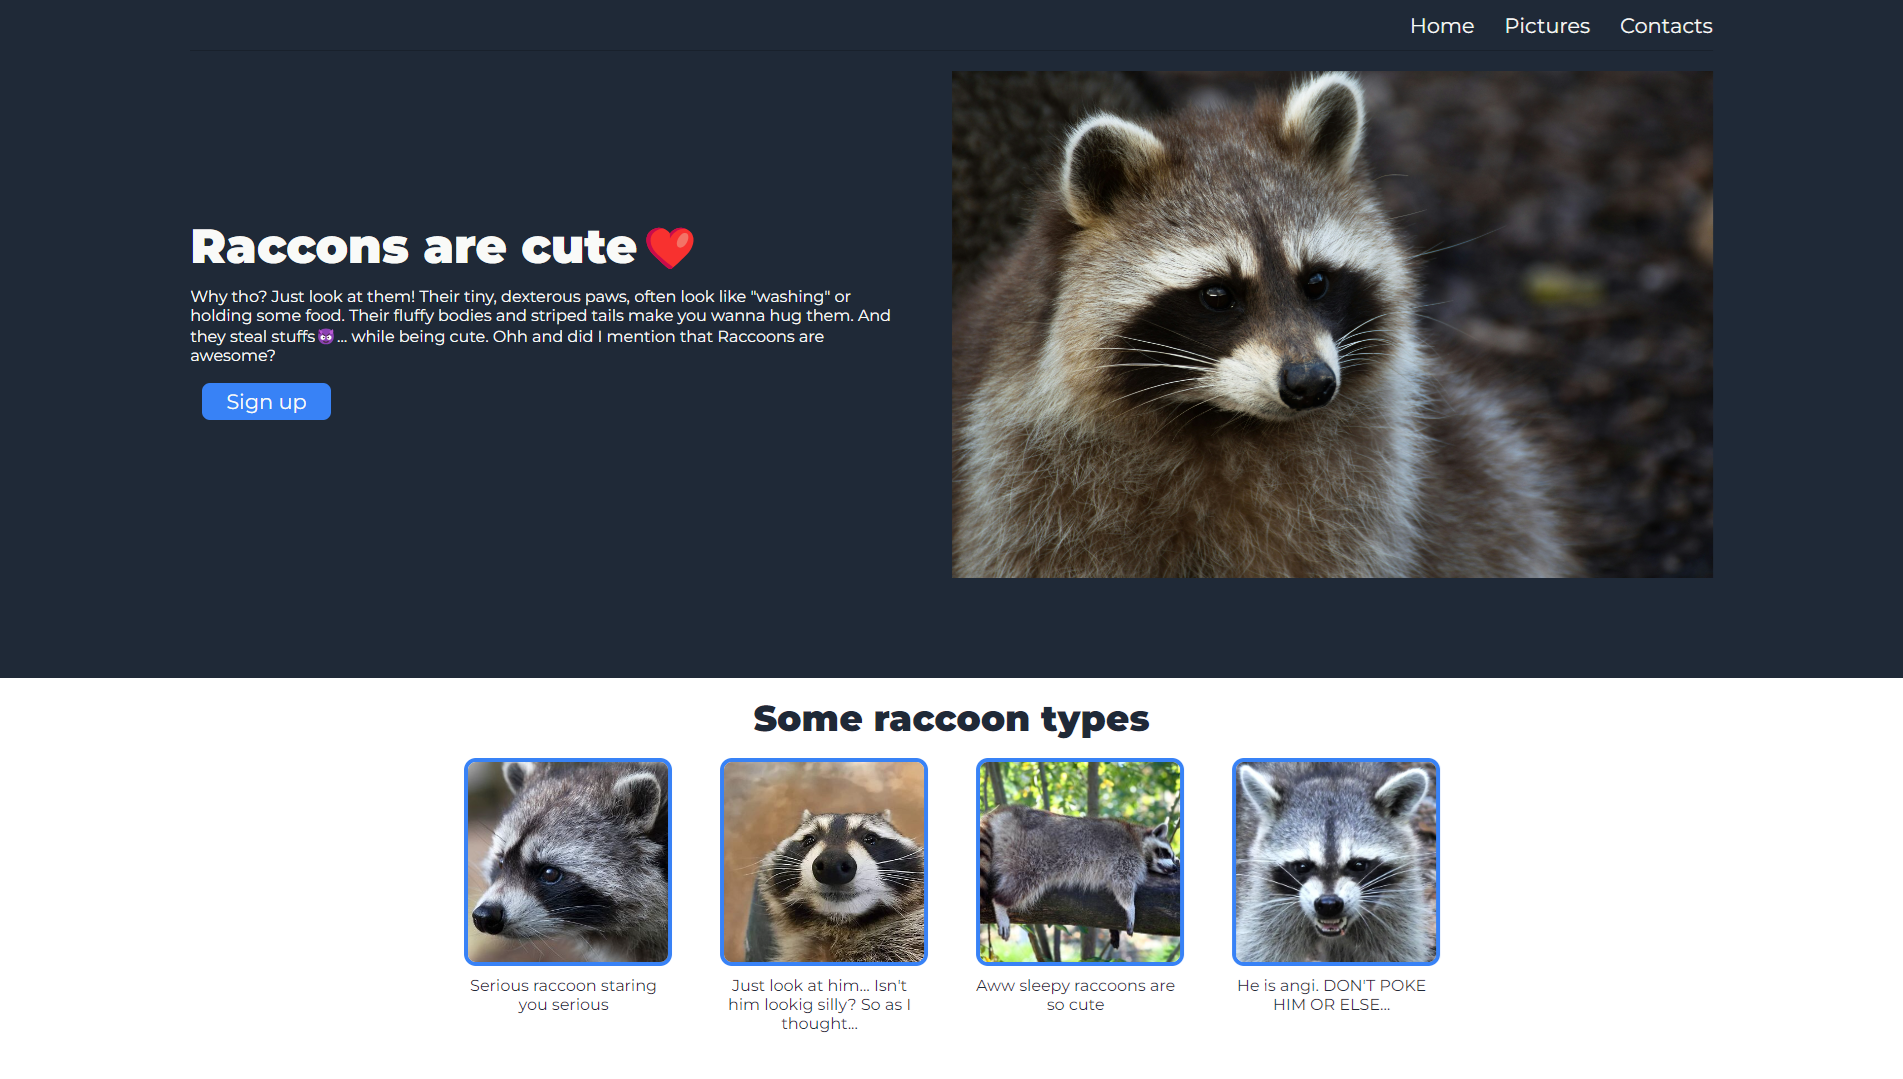 Home Pictures Contacts
Raccons are cute❤️
Why tho? Just look at them! Their tiny, dexterous paws, often look like "washing" or
holding some food. Their fluffy bodies and striped tails make you wanna hug them. And
they steal stuffs😈... while being cute. Ohh and did I mention that Raccoons are
awesome?
Sign up
Some raccoon types
Serious raccoon staring
you serious
Just look at him... Isn't
him lookig silly? So as I
thought...
Aww sleepy raccoons are
so cute
He is angi. DON'T POKE
HIM OR ELSE...